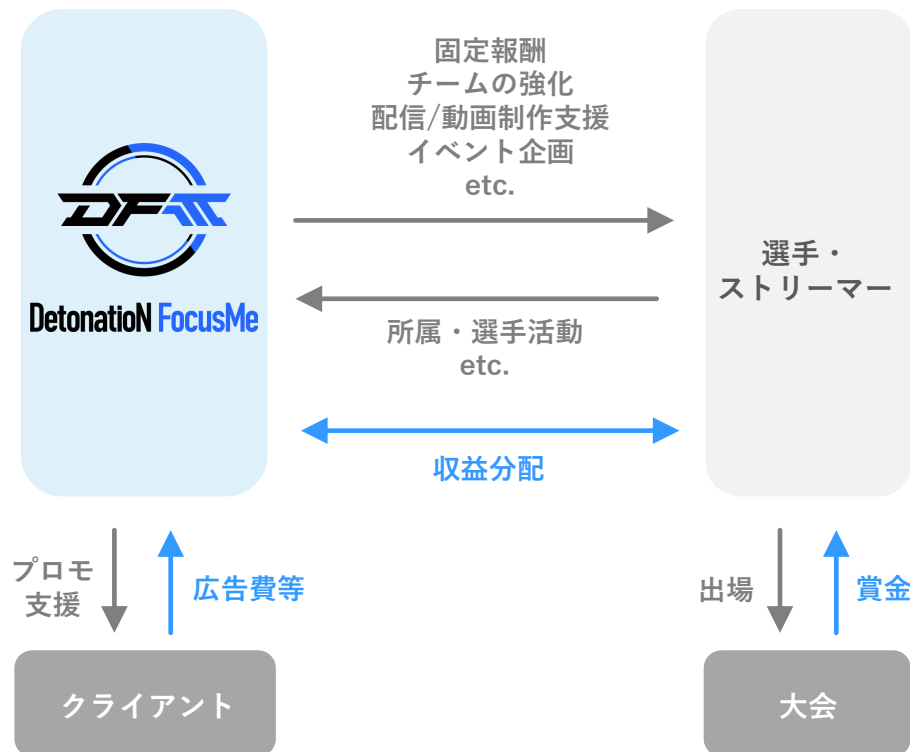 固定報酬
チームの強化
配信/動画制作支援
イベント企画
etc.
DFM
DetonatioN FocusMe
選手・
ストリーマー
所属・選手活動
etc.
収益分配
プロモ
支援
広告費等
出場
賞金
クライアント
大会